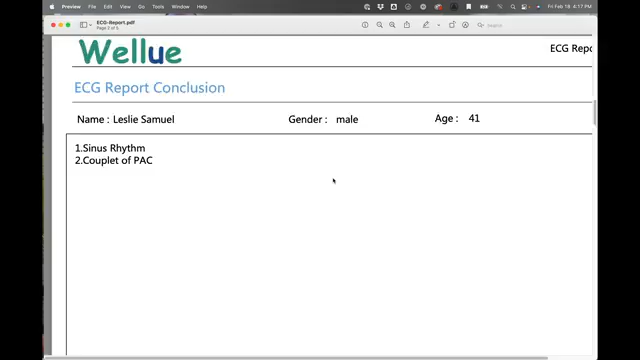 Preview File Edit View Go Tools Window Help
Fri Feb 18 4:17 PM
ECG-Report.pdf
Page 2 of 5
Search
Wellue
ECG Repo
ECG Report Conclusion
Name : Leslie Samuel Gender : male Age : 41
1.Sinus Rhythm
2.Couplet of PAC